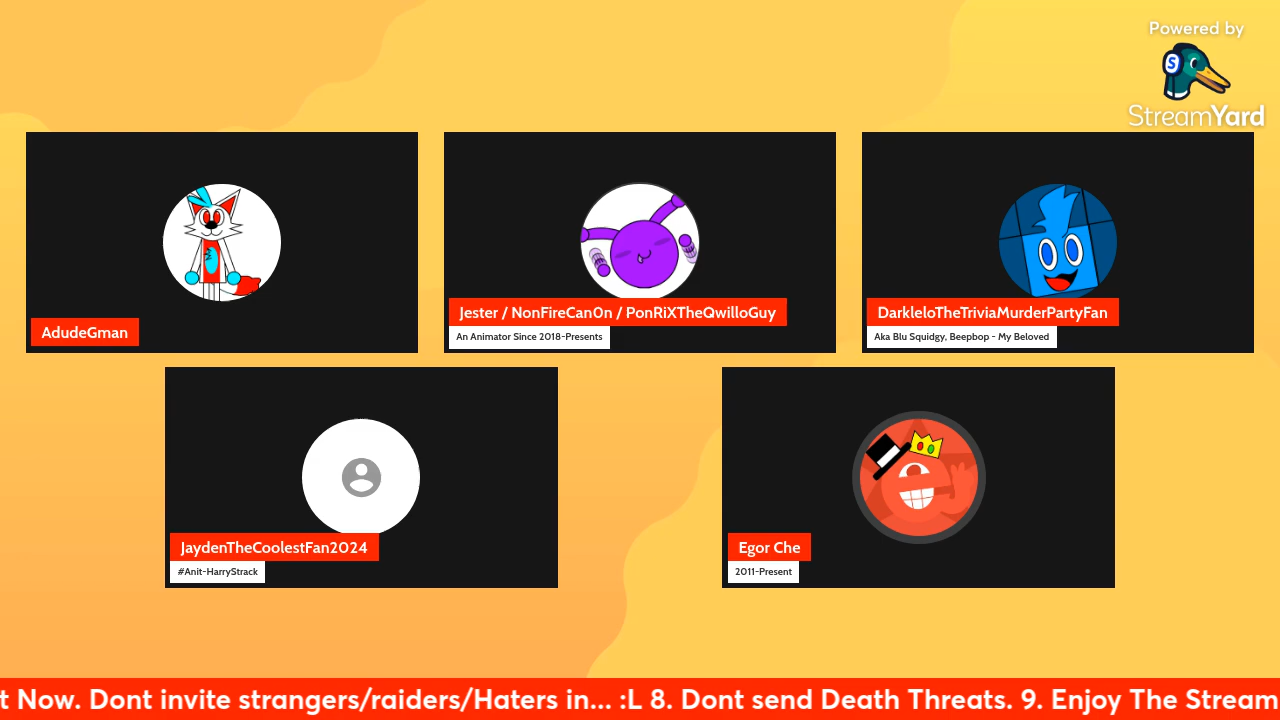 Powered by
S
StreamYard
AdudeGman
Jester / NonFireCan0n / PonRiXTheQwilloGuy
An Animator Since 2018-Presents
DarkleloTheTriviaMurderPartyFan
Aka Blu Squidgy, Beepbop - My Beloved
JaydenTheCoolestFan2024
#Anit-HarryStrack
Egor Che
2011-Present
t Now. Dont invite strangers/raiders/Haters in... :L 8. Dont send Death Threats. 9. Enjoy The Stream